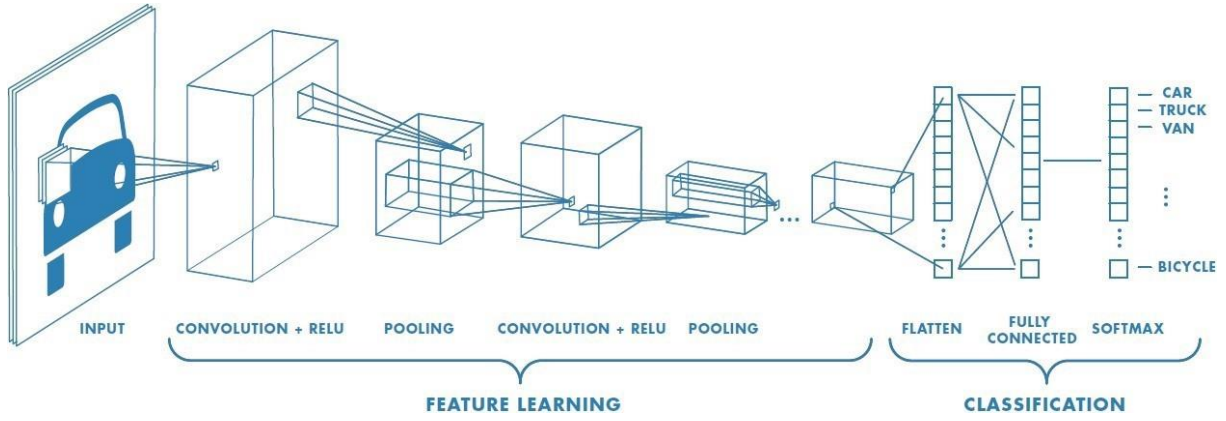 CAR
TRUCK
VAN
BICYCLE
INPUT
CONVOLUTION + RELU
POOLING
CONVOLUTION + RELU
POOLING
FLATTEN
FULLY
CONNECTED
SOFTMAX
FEATURE LEARNING
CLASSIFICATION